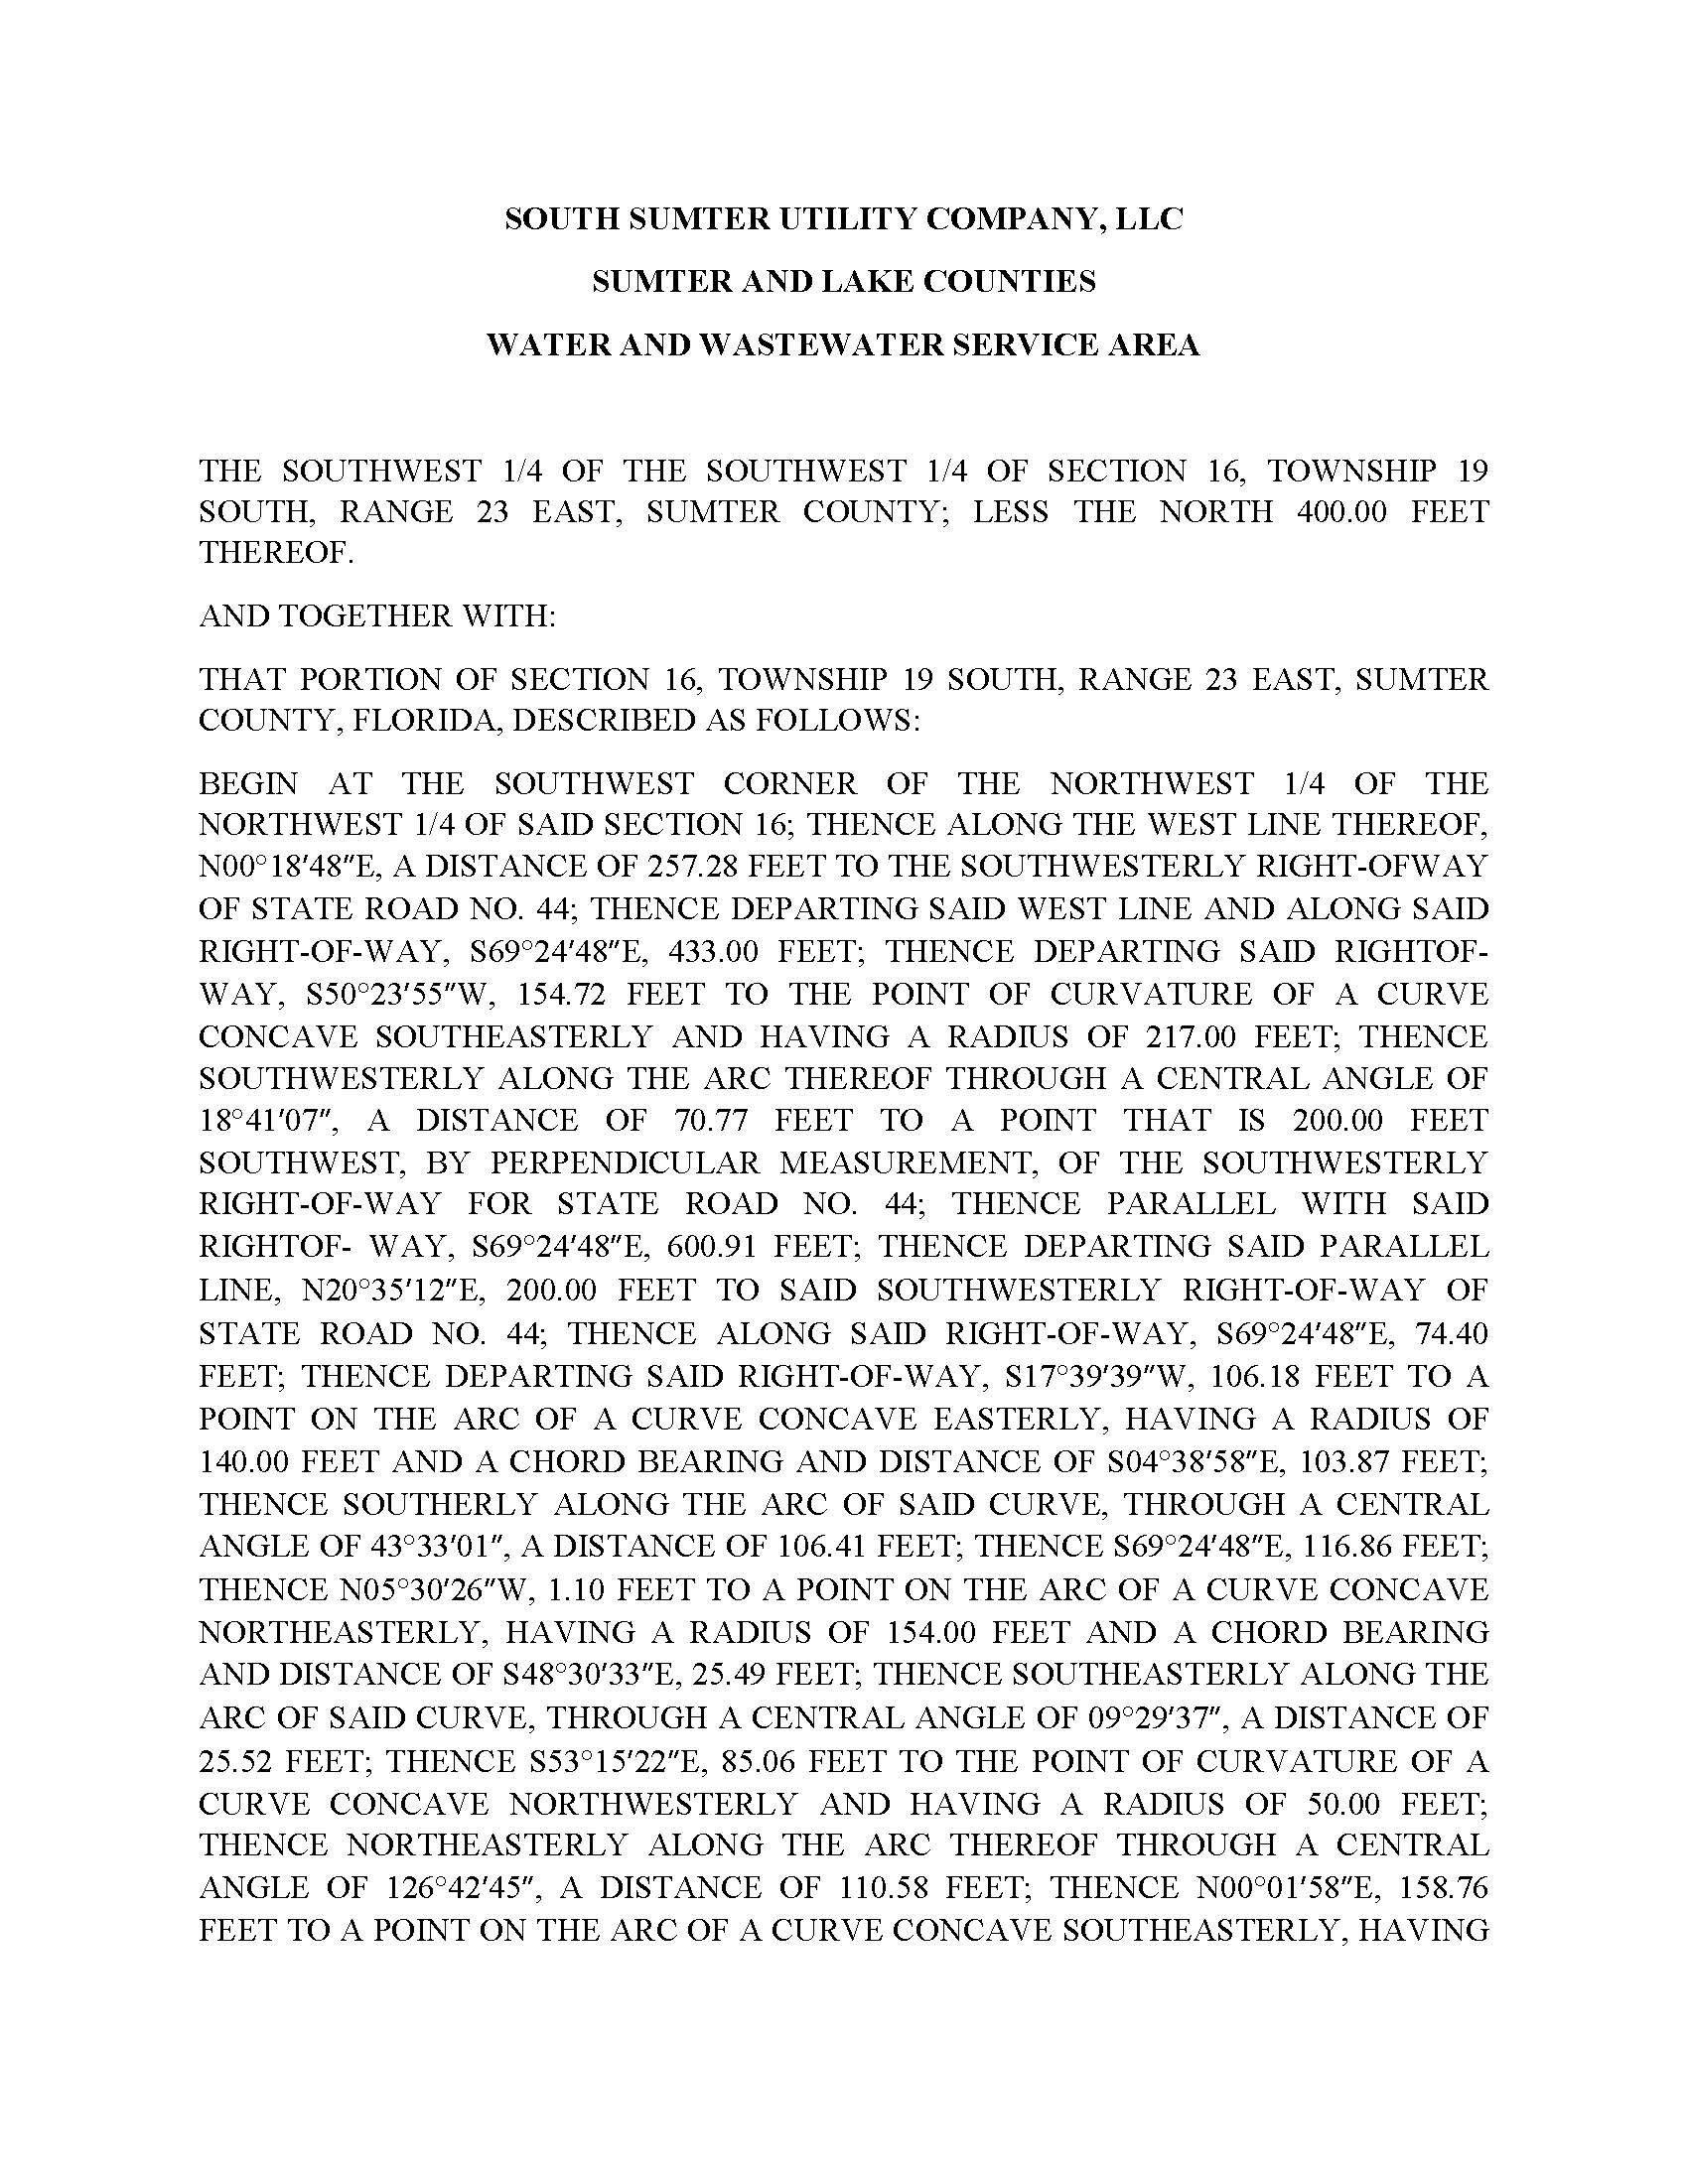 SOUTH SUMTER UTILITY COMPANY, LLC
SUMTER AND LAKE COUNTIES
WATER AND WASTEWATER SERVICE AREA
THE SOUTHWEST 1/4 OF THE SOUTHWEST 1/4 OF SECTION 16, TOWNSHIP 19
SOUTH, RANGE 23 EAST, SUMTER COUNTY; LESS THE NORTH 400.00 FEET
THEREOF.
AND TOGETHER WITH:
THAT PORTION OF SECTION 16, TOWNSHIP 19 SOUTH, RANGE 23 EAST, SUMTER
COUNTY, FLORIDA, DESCRIBED AS FOLLOWS:
BEGIN AT THE SOUTHWEST CORNER OF THE NORTHWEST 1/4 OF THE
NORTHWEST 1/4 OF SAID SECTION 16; THENCE ALONG THE WEST LINE THEREOF,
N00°18′48″E, A DISTANCE OF 257.28 FEET TO THE SOUTHWESTERLY RIGHT-OFWAY
OF STATE ROAD NO. 44; THENCE DEPARTING SAID WEST LINE AND ALONG SAID
RIGHT-OF-WAY, S69°24′48″E, 433.00 FEET; THENCE DEPARTING SAID RIGHTOF-
WAY, S50°23′55″W, 154.72 FEET TO THE POINT OF CURVATURE OF A CURVE
CONCAVE SOUTHEASTERLY AND HAVING A RADIUS OF 217.00 FEET; THENCE
SOUTHWESTERLY ALONG THE ARC THEREOF THROUGH A CENTRAL ANGLE OF
18°41′07″, A DISTANCE OF 70.77 FEET TO A POINT THAT IS 200.00 FEET
SOUTHWEST, BY PERPENDICULAR MEASUREMENT, OF THE SOUTHWESTERLY
RIGHT-OF-WAY FOR STATE ROAD NO. 44; THENCE PARALLEL WITH SAID
RIGHTOF- WAY, S69°24′48″E, 600.91 FEET; THENCE DEPARTING SAID PARALLEL
LINE, N20°35′12″E, 200.00 FEET TO SAID SOUTHWESTERLY RIGHT-OF-WAY OF
STATE ROAD NO. 44; THENCE ALONG SAID RIGHT-OF-WAY, S69°24′48″E, 74.40
FEET; THENCE DEPARTING SAID RIGHT-OF-WAY, S17°39′39″W, 106.18 FEET TO A
POINT ON THE ARC OF A CURVE CONCAVE EASTERLY, HAVING A RADIUS OF
140.00 FEET AND A CHORD BEARING AND DISTANCE OF S04°38′58″E, 103.87 FEET;
THENCE SOUTHERLY ALONG THE ARC OF SAID CURVE, THROUGH A CENTRAL
ANGLE OF 43°33′01″, A DISTANCE OF 106.41 FEET; THENCE S69°24′48″E, 116.86 FEET;
THENCE N05°30′26″W, 1.10 FEET TO A POINT ON THE ARC OF A CURVE CONCAVE
NORTHEASTERLY, HAVING A RADIUS OF 154.00 FEET AND A CHORD BEARING
AND DISTANCE OF S48°30′33″E, 25.49 FEET; THENCE SOUTHEASTERLY ALONG THE
ARC OF SAID CURVE, THROUGH A CENTRAL ANGLE OF 09°29′37″, A DISTANCE OF
25.52 FEET; THENCE S53°15′22″E, 85.06 FEET TO THE POINT OF CURVATURE OF A
CURVE CONCAVE NORTHWESTERLY AND HAVING A RADIUS OF 50.00 FEET;
THENCE NORTHEASTERLY ALONG THE ARC THEREOF THROUGH A CENTRAL
ANGLE OF 126°42′45″, A DISTANCE OF 110.58 FEET; THENCE N00°01′58″E, 158.76
FEET TO A POINT ON THE ARC OF A CURVE CONCAVE SOUTHEASTERLY, HAVING